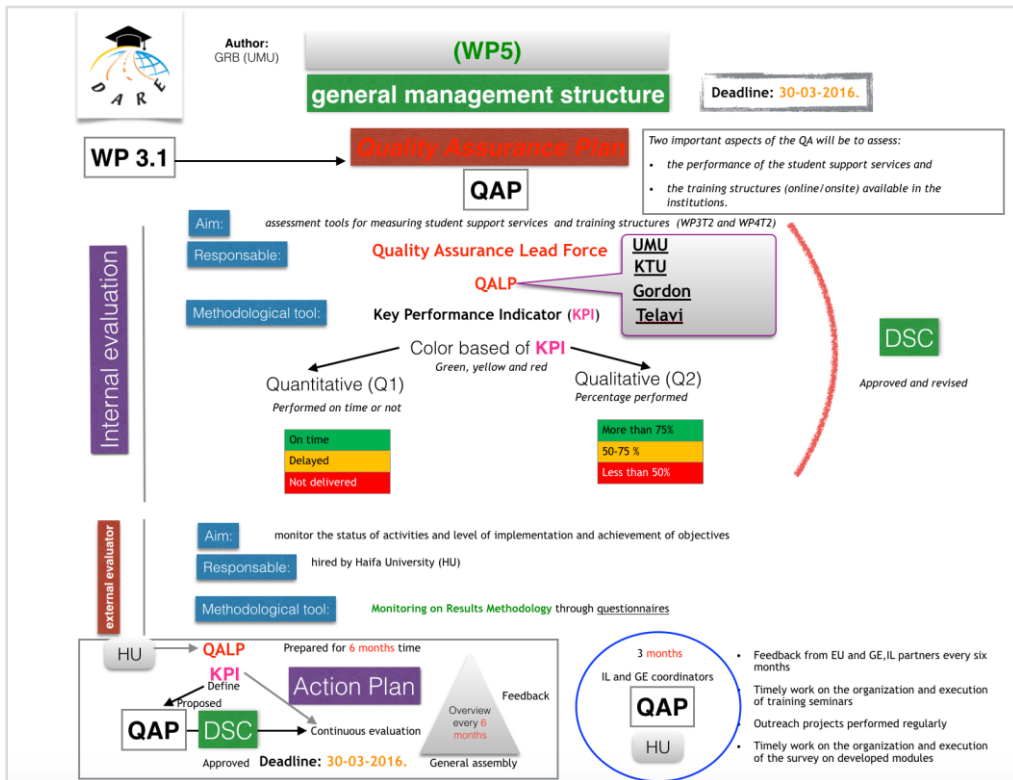 DARE
Author:
GRB (UMU)
(WP5)
general management structure
Deadline: 30-03-2016.
WP 3.1
Quality Assurance Plan
QAP
Two important aspects of the QA will be to assess:
• the performance of the student support services and
• the training structures (online/onsite) available in the
institutions.
Internal evaluation
Aim:
assessment tools for measuring student support services and training structures (WP3T2 and WP4T2)
Responsable:
Quality Assurance Lead Force
QALP
UMU
KTU
Gordon
Telavi
Methodological tool:
Key Performance Indicator (KPI)
Color based of KPI
Green, yellow and red
Quantitative (Q1)
Performed on time or not
On time
Delayed
Not delivered
Qualitative (Q2)
Percentage performed
More than 75%
50-75 %
Less than 50%
DSC
Approved and revised
external evaluator
Aim:
monitor the status of activities and level of implementation and achievement of objectives
Responsable:
hired by Haifa University (HU)
Methodological tool:
Monitoring on Results Methodology through questionnaires
HU
QALP
Prepared for 6 months time
KPI
Define
Proposed
Action Plan
QAP
DSC
Continuous evaluation
Approved
Deadline: 30-03-2016.
Feedback
Overview
every 6
months
General assembly
3 months
IL and GE coordinators
QAP
HU
• Feedback from EU and GE,IL partners every six
months
• Timely work on the organization and execution
of training seminars
• Outreach projects performed regularly
• Timely work on the organization and execution
of the survey on developed modules